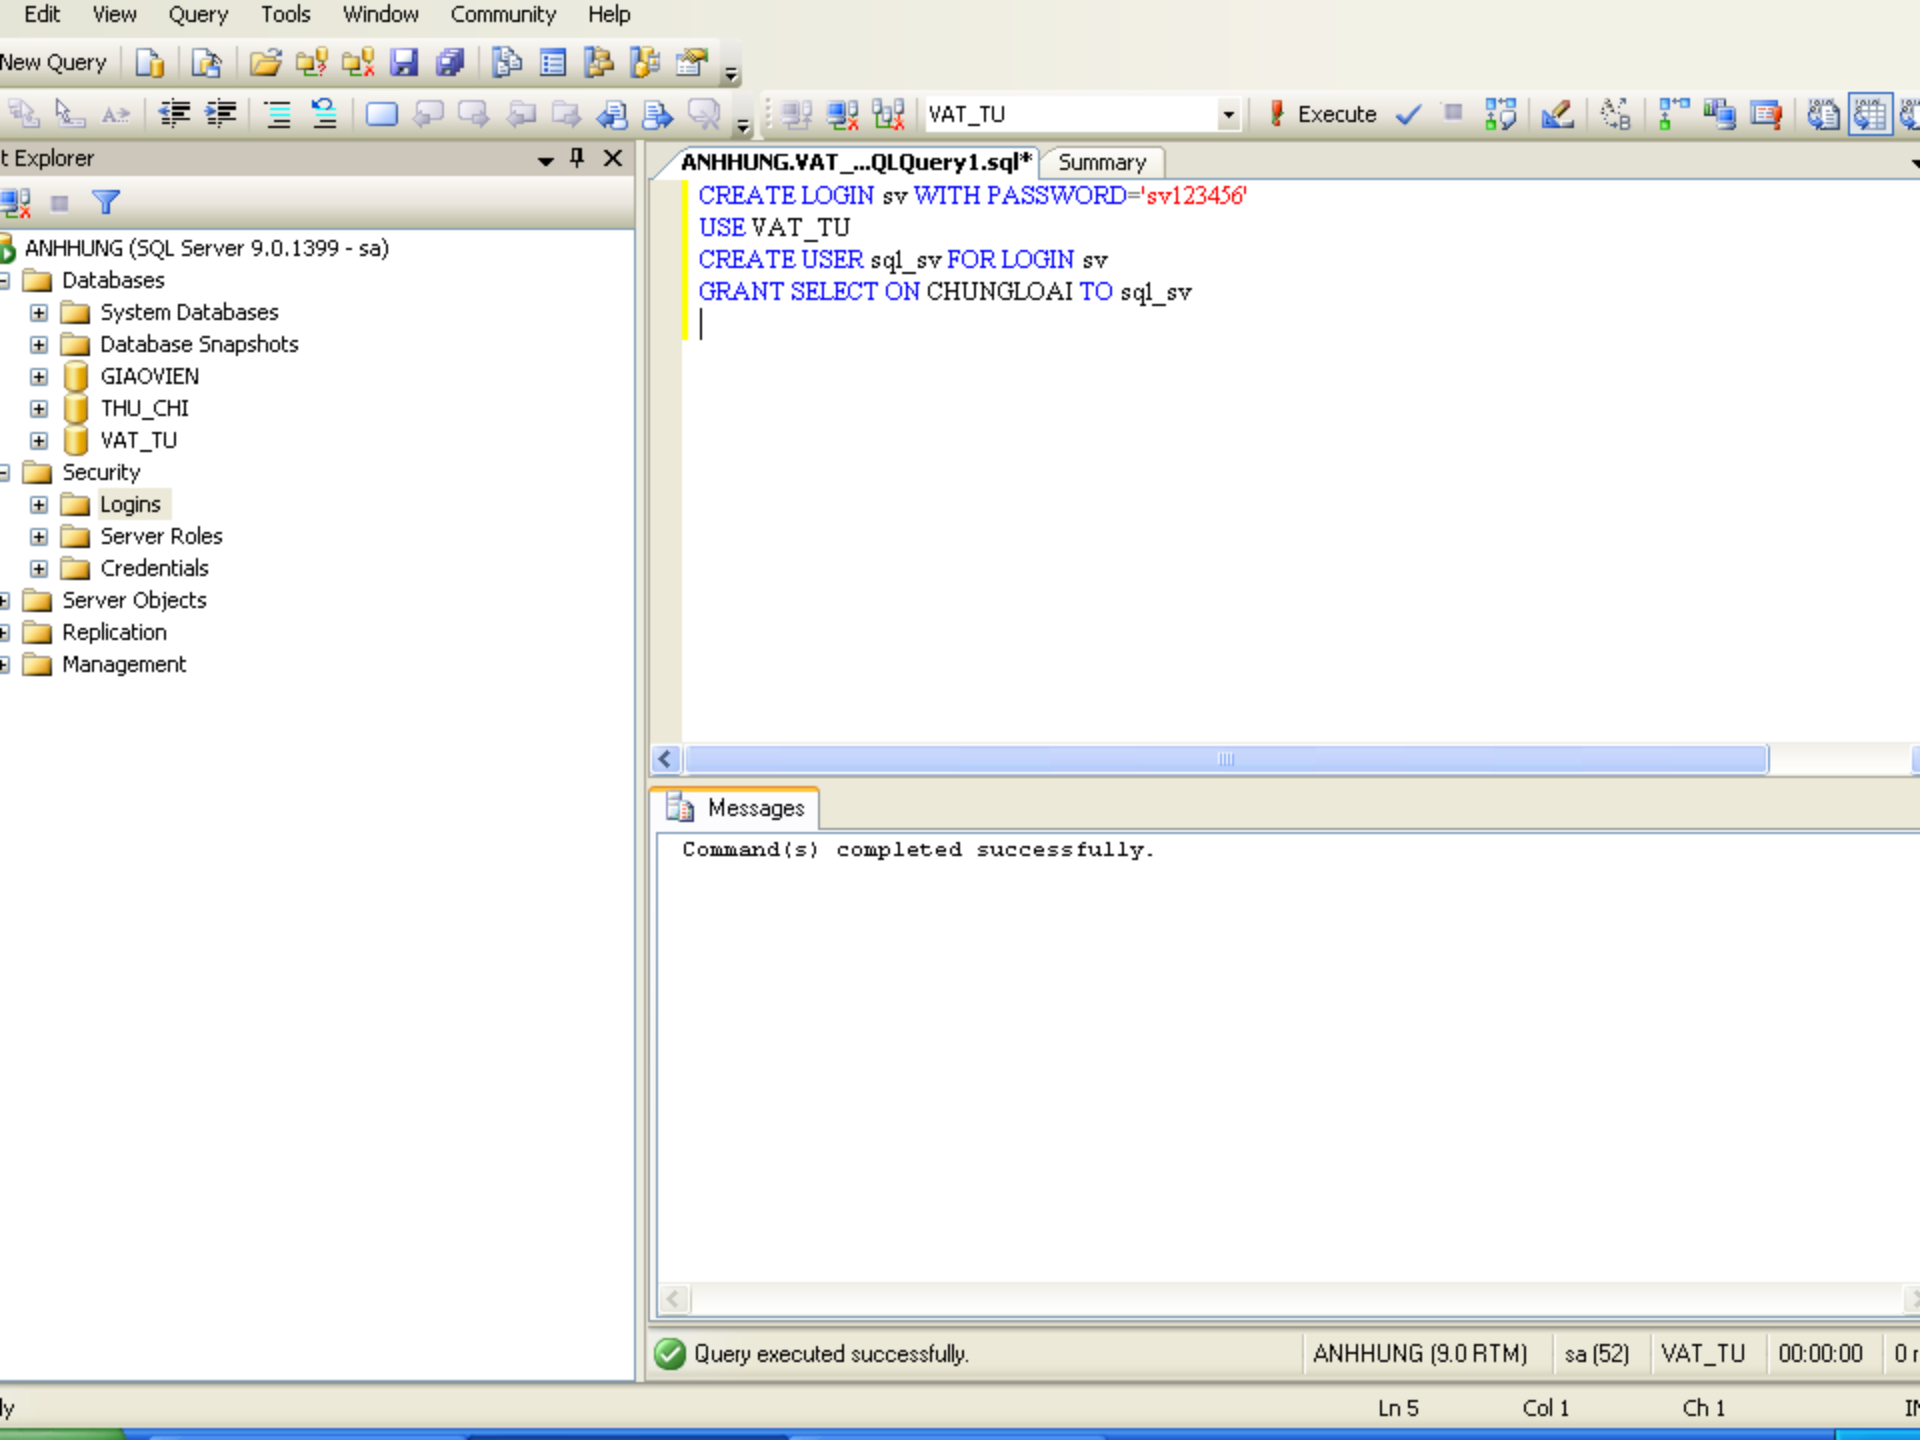 Edit View Query Tools Window Community Help
New Query
VAT_TU
Execute
t Explorer
ANHHUNG (SQL Server 9.0.1399 - sa)
Databases
System Databases
Database Snapshots
GIAOVIEN
THU_CHI
VAT_TU
Security
Logins
Server Roles
Credentials
Server Objects
Replication
Management
ANHHUNG.VAT_...QLQuery1.sql* Summary
CREATE LOGIN sv WITH PASSWORD='sv123456'
USE VAT_TU
CREATE USER sql_sv FOR LOGIN sv
GRANT SELECT ON CHUNGLOAI TO sql_sv
Messages
Command(s) completed successfully.
Query executed successfully. ANHHUNG (9.0 RTM) sa (52) VAT_TU 00:00:00 0 r
ly Ln 5 Col 1 Ch 1